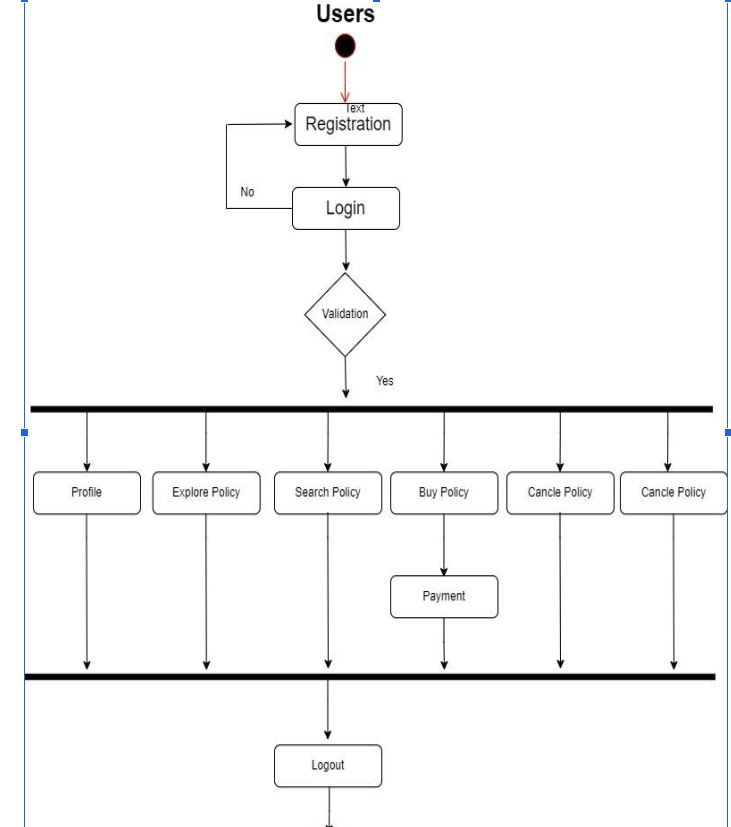 Users
Text
Registration
No
Login
Validation
Yes
Profile
Explore Policy
Search Policy
Buy Policy
Cancle Policy
Cancle Policy
Payment
Logout